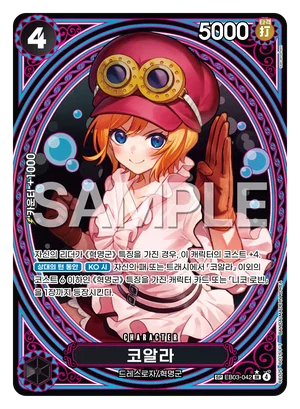 4
5000
打
카운터 +1000
SAMPLE
자신의 리더가 《혁명군》 특징을 가진 경우, 이 캐릭터의 코스트 +4.
상대의 턴 동안 KO 시 자신의 패 또는 트래시에서 「코알라」 이외의
코스트 6 이하인 《혁명군》 특징을 가진 캐릭터 카드 또는 「니코 로빈」
을 1장까지 등장시킨다.
CHARACTER
코알라
드레스로자/혁명군
SP EB03-042 SR